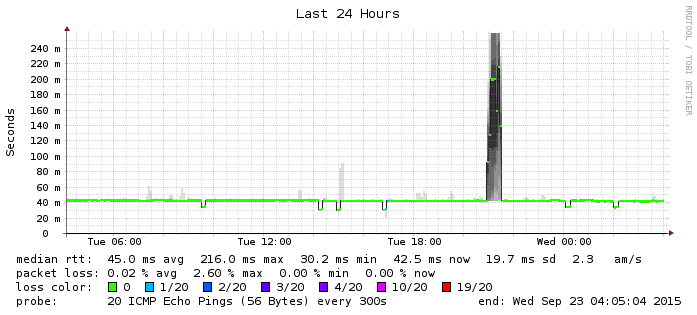 Last 24 Hours
RRDTOOL / TOBI OETIKER
Seconds
240 m
220 m
200 m
180 m
160 m
140 m
120 m
100 m
80 m
60 m
40 m
20 m
0
Tue 06:00 Tue 12:00 Tue 18:00 Wed 00:00
median rtt: 45.0 ms avg 216.0 ms max 30.2 ms min 42.5 ms now 19.7 ms sd 2.3 am/s
packet loss: 0.02 % avg 2.60 % max 0.00 % min 0.00 % now
loss color: 0 1/20 2/20 3/20 4/20 10/20 19/20
probe: 20 ICMP Echo Pings (56 Bytes) every 300s end: Wed Sep 23 04:05:04 2015